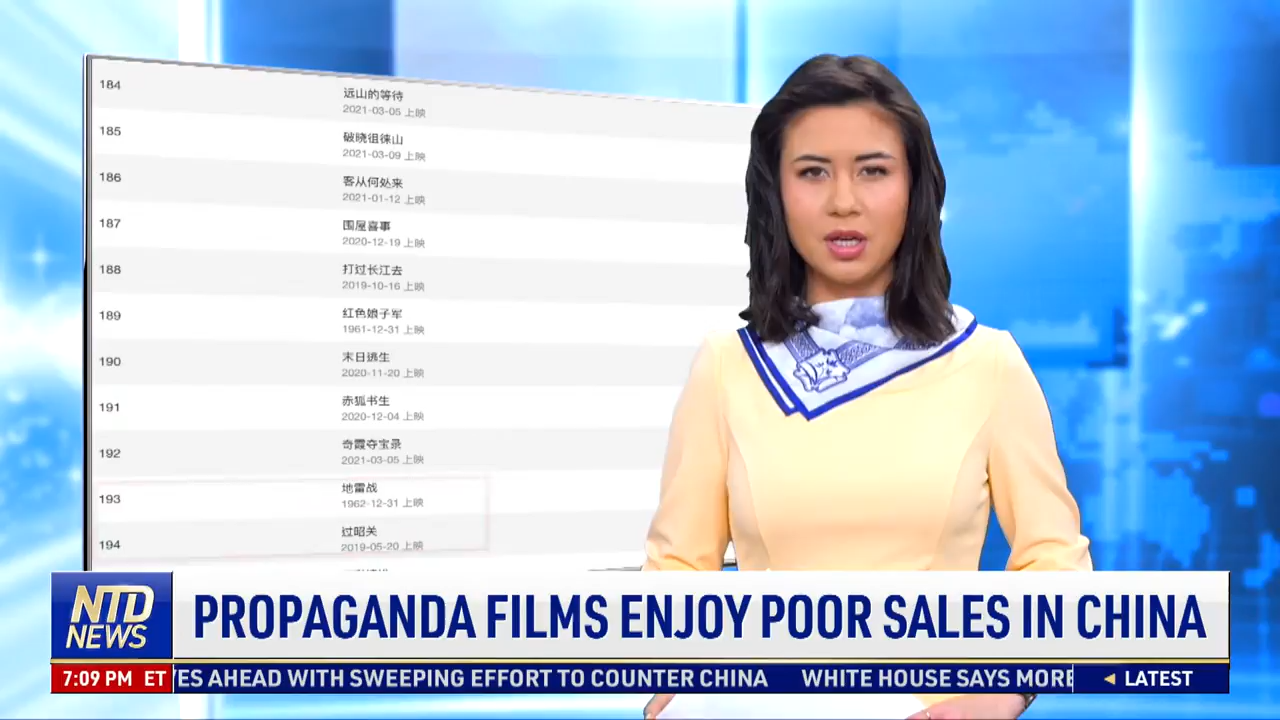 184
远山的等待
2021-03-05 上映
185
破晓徂徕山
2021-03-09 上映
186
客从何处来
2021-01-12 上映
187
围屋喜事
2020-12-19 上映
188
打过长江去
2019-10-16 上映
189
红色娘子军
1961-12-31 上映
190
末日逃生
2020-11-20 上映
191
赤狐书生
2020-12-04 上映
192
奇霞夺宝录
2021-03-05 上映
193
地雷战
1962-12-31 上映
194
过昭关
2019-05-20 上映
NTD NEWS
PROPAGANDA FILMS ENJOY POOR SALES IN CHINA
7:09 PM ET
ES AHEAD WITH SWEEPING EFFORT TO COUNTER CHINA WHITE HOUSE SAYS MORE
LATEST